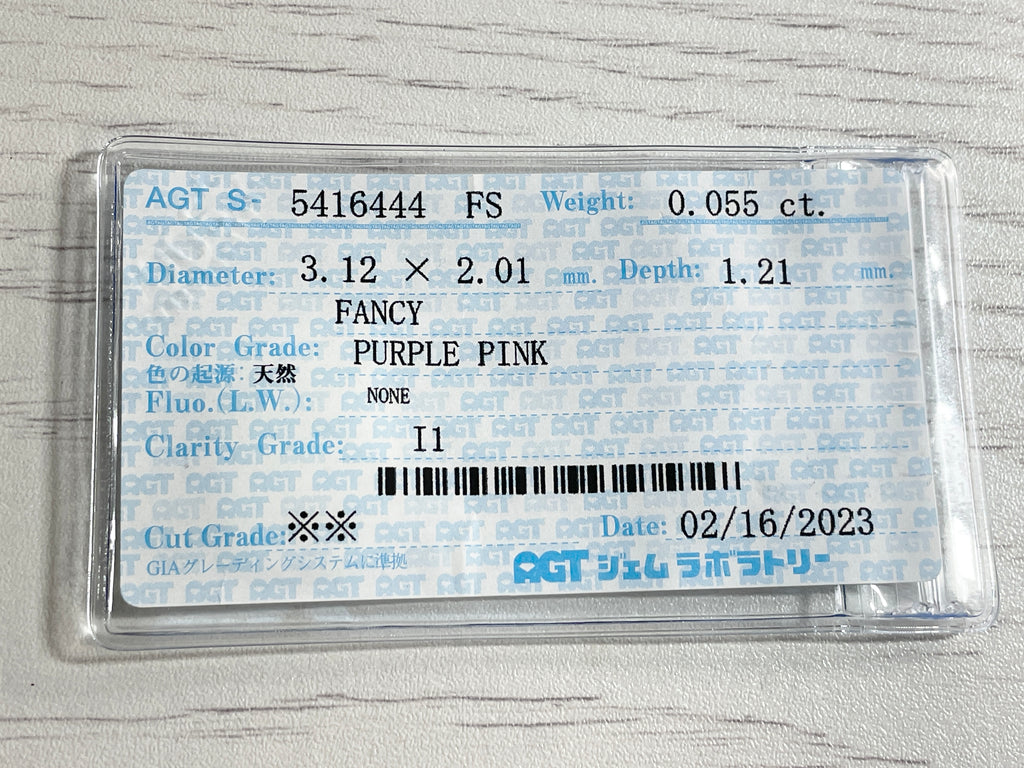 AGT S- 5416444 FS Weight: 0.055 ct.
Diameter: 3.12 × 2.01 mm. Depth: 1.21 mm.
FANCY
Color Grade: PURPLE PINK
色の起源: 天然
Fluo.(L.W.): NONE
Clarity Grade: I1
Cut Grade: ※※ Date: 02/16/2023
GIAグレーディングシステムに準拠 AGT ジェム ラボラトリー